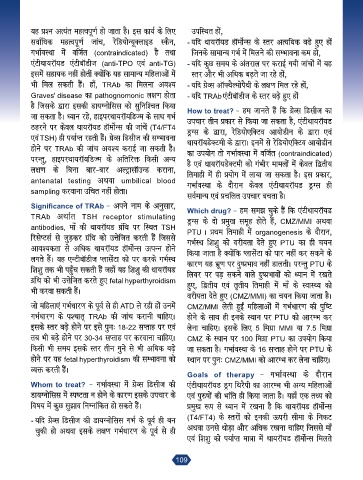 यह प्रश्न अत्यंत महत्वपूर्ण हो जाता है। इस कार्य के लिए
सर्वाधिक महत्वपूर्ण जांच, रेडियोन्यूक्लाइड स्कैन,
गर्भावस्था में वर्जित (contraindicated) है तथा
एंटीथायरॉयड एंटीबॉडीज (anti-TPO एवं anti-TG)
इसमें सहायक नहीं होतीं क्योंकि यह सामान्य महिलाओं में
भी मिल सकती हैं। हाँ, TRAb का मिलना अवश्य
Graves' disease का pathognomonic लक्षण होता
है जिसके द्वारा इसकी डायग्नोसिस को सुनिश्चित किया
जा सकता है। ध्यान रहे, हाइपरथायरॉयडिज्म के साथ गर्भ
ठहरने पर केवल थायरॉयड हॉर्मोन्स की जांचें (T4/FT4
एवं TSH) ही पर्याप्त रहती हैं। ग्रेव्स डिजीज की सम्भावना
होने पर TRAb की जांच अवश्य कराई जा सकती है।
परन्तु, हाइपरथायरॉयडिज्म के अतिरिक्त किसी अन्य
लक्षण के बिना बार-बार अल्ट्रासाउण्ड कराना,
antenatal testing अथवा umbilical blood
sampling करवाना उचित नहीं होता।
Significance of TRAb - अपने नाम के अनुसार,
TRAb अर्थात TSH receptor stimulating
antibodies, माँ की थायरॉयड ग्रंथि पर स्थित TSH
रिसेप्टर्स से जुड़कर ग्रंथि को उत्तेजित करती हैं जिससे
आवश्यकता से अधिक थायरॉयड हॉर्मोन्स उत्पन्न होने
लगते हैं। यह एन्टीबॉडीज प्लासेंटा को पर करके गर्भस्थ
शिशु तक भी पहुँच सकती हैं जहाँ वह शिशु की थायरॉयड
ग्रंथि को भी उत्तेजित करते हुए fetal hyperthyroidism
भी करवा सकती हैं।
जो महिलाएं गर्भधारण के पूर्व से ही ATD ले रही हों उनमें
गर्भधारण के पश्चात् TRAb की जांच करानी चाहिए।
इसके स्तर बढ़े होने पर इसे पुनः 18-22 सप्ताह पर एवं
तब भी बढ़े होने पर 30-34 सप्ताह पर करवाना चाहिए।
किसी भी समय इसके स्तर तीन गुने से भी अधिक बढ़े
होने पर यह fetal hyperthyroidism की सम्भावना को
व्यक्त करती हैं।
Whom to treat? - गर्भावस्था में ग्रेव्स डिजीज की
डायग्नोसिस में स्पष्टता न होने के कारण इसके उपचार के
विषय में कुछ सुझाव निम्नांकित हो सकते हैं।
- यदि ग्रेव्स डिजीज की डायग्नोसिस गर्भ के पूर्व ही बन
चुकी हो अथवा इसके लक्षण गर्भधारण के पूर्व से ही
उपस्थित हों,
- यदि थायरॉयड हॉर्मोन्स के स्तर अत्यधिक बढ़े हुए हों
जिनके सामान्य गर्भ में मिलने की सम्भावना कम हो,
- यदि कुछ समय के अंतराल पर कराई गयी जांचों में यह
स्तर और भी अधिक बढ़ते जा रहे हों,
- यदि ग्रेव्स ऑफ्थैल्मोपैथी के लक्षण मिल रहे हों,
- यदि TRAb एंटीबॉडीज के स्तर बढ़े हुए हों
How to treat? - हम जानते हैं कि ग्रेव्स डिजीज का
उपचार तीन प्रकार से किया जा सकता है, एंटीथायरॉयड
ड्रग्स के द्वारा, रेडियोएक्टिव आयोडीन के द्वारा एवं
थायरॉयडेक्टमी के द्वारा। इनमें से रेडियोएक्टिव आयोडीन
का उपयोग तो गर्भावस्था में वर्जित (contraindicated)
है एवं थायरॉयडेक्टमी को गंभीर मामलों में केवल द्वितीय
तिमाही में ही प्रयोग में लाया जा सकता है। इस प्रकार,
गर्भावस्था के दौरान केवल एंटीथायरॉयड ड्रग्स ही
सर्वमान्य एवं प्रचलित उपचार बचता है।
Which drug? - हम समझ चुके हैं कि एंटीथायरॉयड
ड्रग्स के दो प्रमुख समूह होते हैं, CMZ/MMI अथवा
PTU । प्रथम तिमाही में organogenesis के दौरान,
गर्भस्थ शिशु को वरीयता देते हुए PTU का ही चयन
किया जाता है क्योंकि प्लासेंटा को पार नहीं कर सकने के
कारण यह भ्रूण पर दुष्प्रभाव नहीं डालती। परन्तु PTU के
लिवर पर पड़ सकने वाले दुष्प्रभावों को ध्यान में रखते
हुए, द्वितीय एवं तृतीय तिमाही में माँ के स्वास्थ्य को
वरीयता देते हुए (CMZ/MMI) का चयन किया जाता है।
CMZ/MMI लेती हुई महिलाओं में गर्भधारण की पुष्टि
होने के साथ ही इनके स्थान पर PTU को आरम्भ कर
लेना चाहिए। इसके लिए 5 मिग्रा MMI या 7.5 मिग्रा
CMZ के स्थान पर 100 मिग्रा PTU का उपयोग किया
जा सकता है। गर्भावस्था के 16 सप्ताह होने पर PTU के
स्थान पर पुनः CMZ/MMI को आरम्भ कर लेना चाहिए।
Goals of therapy - गर्भावस्था के दौरान
एंटीथायरॉयड ड्रग थिरैपी का आरम्भ भी अन्य महिलाओं
एवं पुरुषों की भांति ही किया जाता है। यहाँ एक तथ्य को
प्रमुख रूप से ध्यान में रखना है कि थायरॉयड हॉर्मोन्स
(T4/FT4) के स्तरों को इनकी ऊपरी सीमा के निकट
अथवा उनसे थोड़ा और अधिक रखना चाहिए जिससे माँ
एवं शिशु को पर्याप्त मात्रा में थायरॉयड हॉर्मोन्स मिलते
109